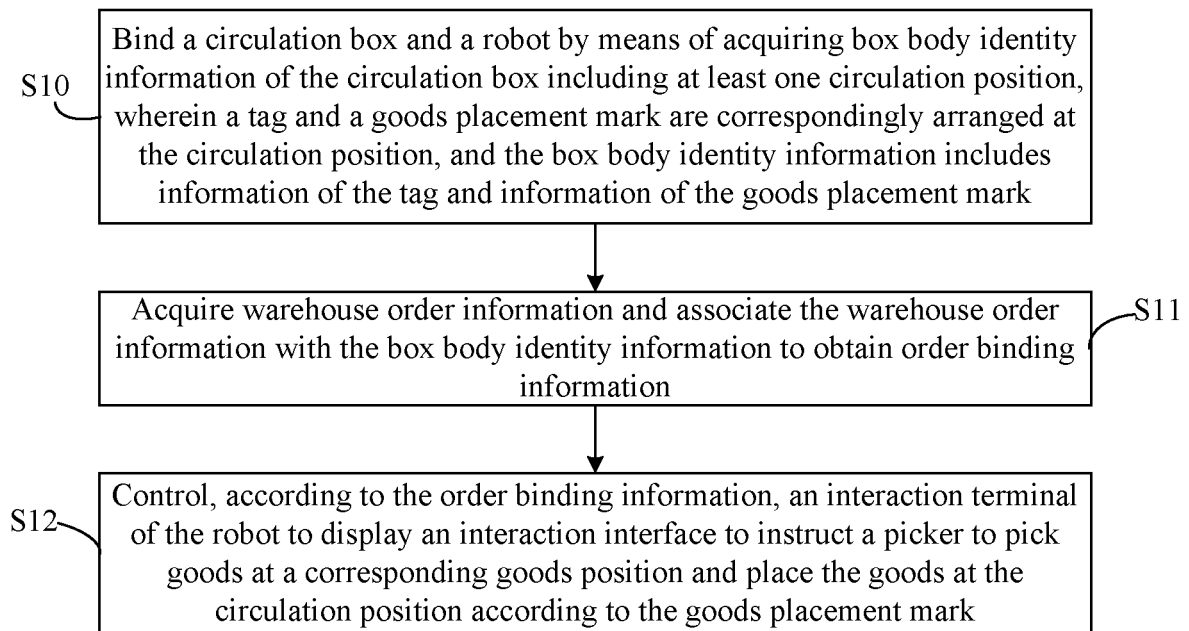 Bind a circulation box and a robot by means of acquiring box body identity
information of the circulation box including at least one circulation position,
wherein a tag and a goods placement mark are correspondingly arranged at
the circulation position, and the box body identity information includes
information of the tag and information of the goods placement mark
S10
Acquire warehouse order information and associate the warehouse order
information with the box body identity information to obtain order binding
information
S11
Control, according to the order binding information, an interaction terminal
of the robot to display an interaction interface to instruct a picker to pick
goods at a corresponding goods position and place the goods at the
circulation position according to the goods placement mark
S12